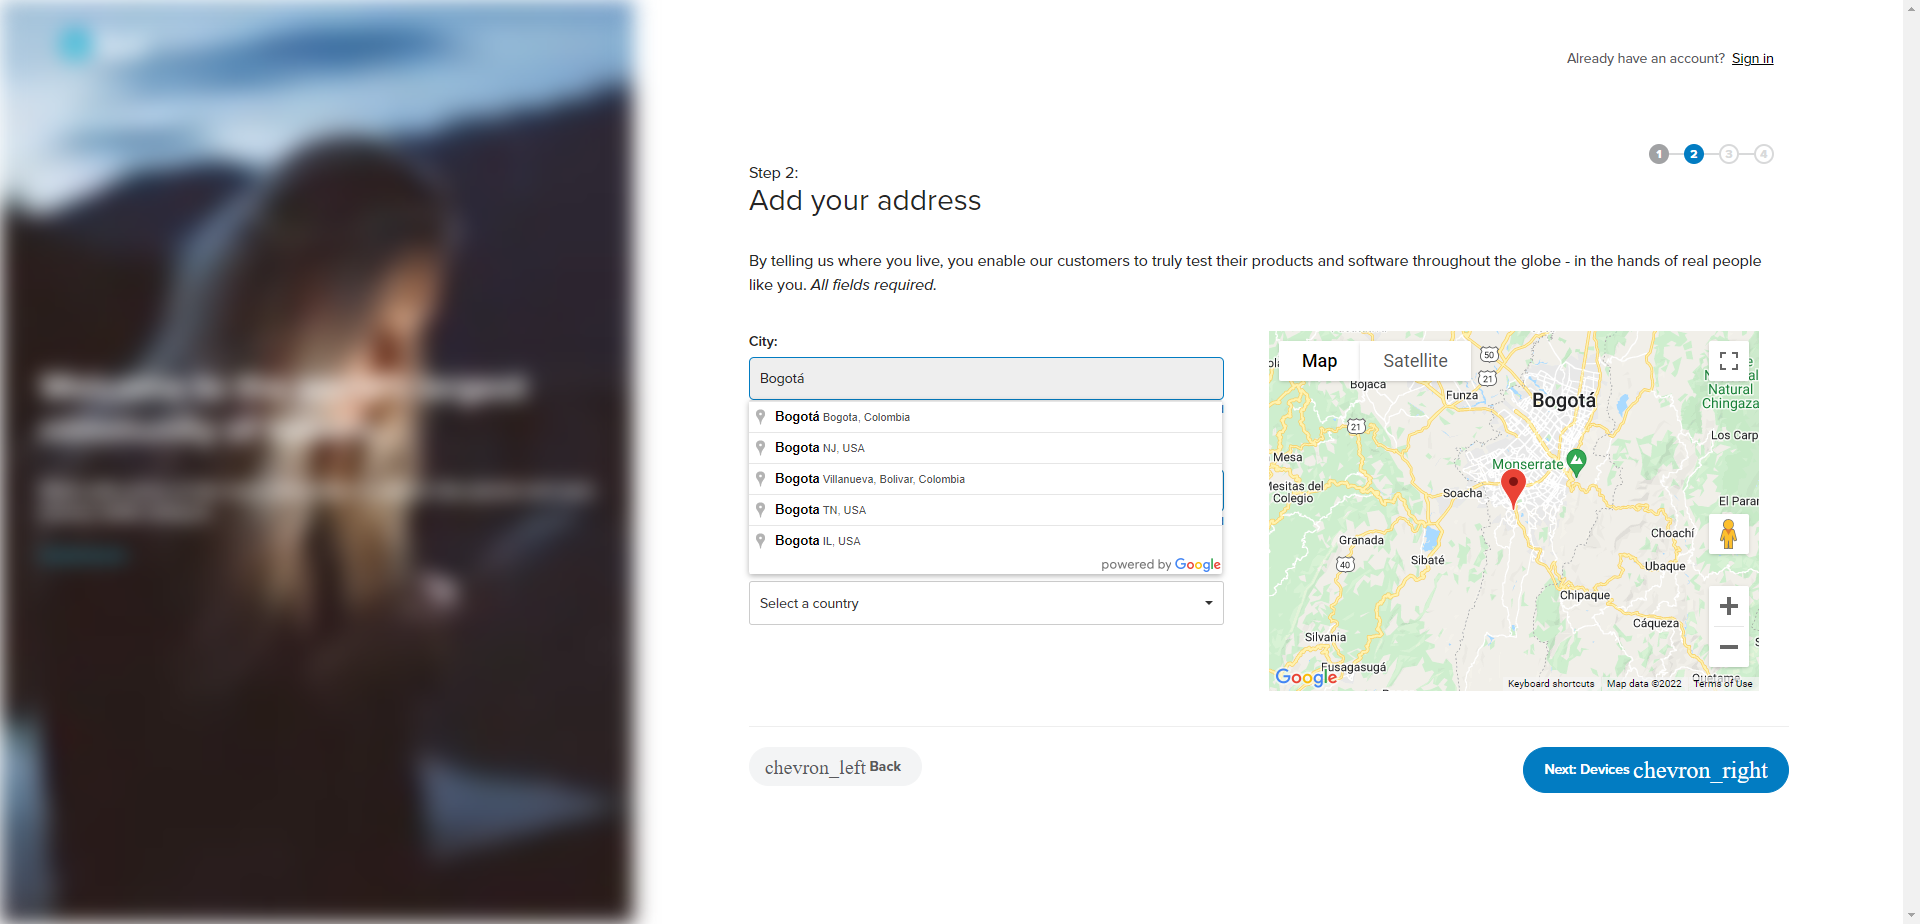 Already have an account? Sign in
1 2 3 4
Step 2:
Add your address
By telling us where you live, you enable our customers to truly test their products and software throughout the globe - in the hands of real people
like you. All fields required.
City:
Bogotá
Bogotá Bogota, Colombia
Bogota NJ, USA
Bogota Villanueva, Bolivar, Colombia
Bogota TN, USA
Bogota IL, USA
powered by Google
Select a country
Map Satellite
50
21
Bojaca
Funza
Bogotá
Natural
Chingaza
21
Los Carp
Mesa
Monserrate
Mesitas del
Colegio
Soacha
El Parar
Choachí
Granada
Sibaté
40
Ubaque
Chipaque
Cáqueza
Silvania
Fusagasugá
Google
Keyboard shortcuts Map data ©2022 Terms of Use
chevron_left Back
Next: Devices chevron_right